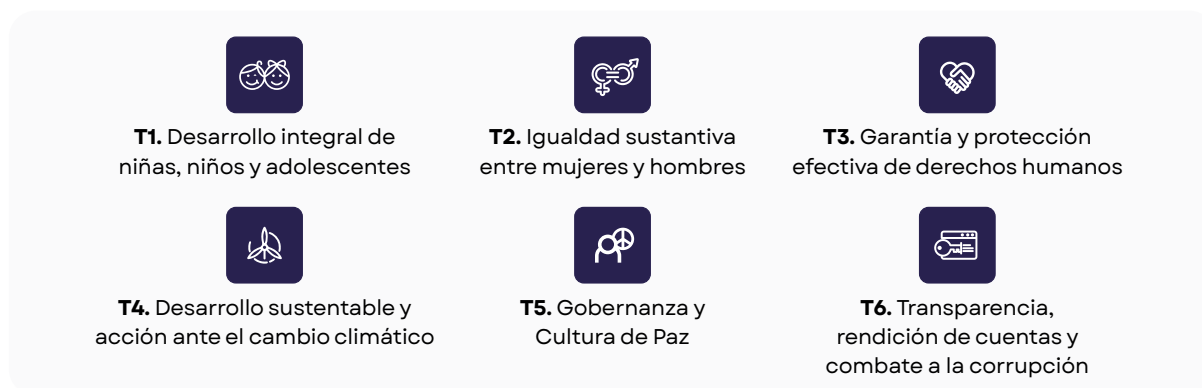 T1. Desarrollo integral de
niñas, niños y adolescentes
T2. Igualdad sustantiva
entre mujeres y hombres
T3. Garantía y protección
efectiva de derechos humanos
T4. Desarrollo sustentable y
acción ante el cambio climático
T5. Gobernanza y
Cultura de Paz
T6. Transparencia,
rendición de cuentas y
combate a la corrupción